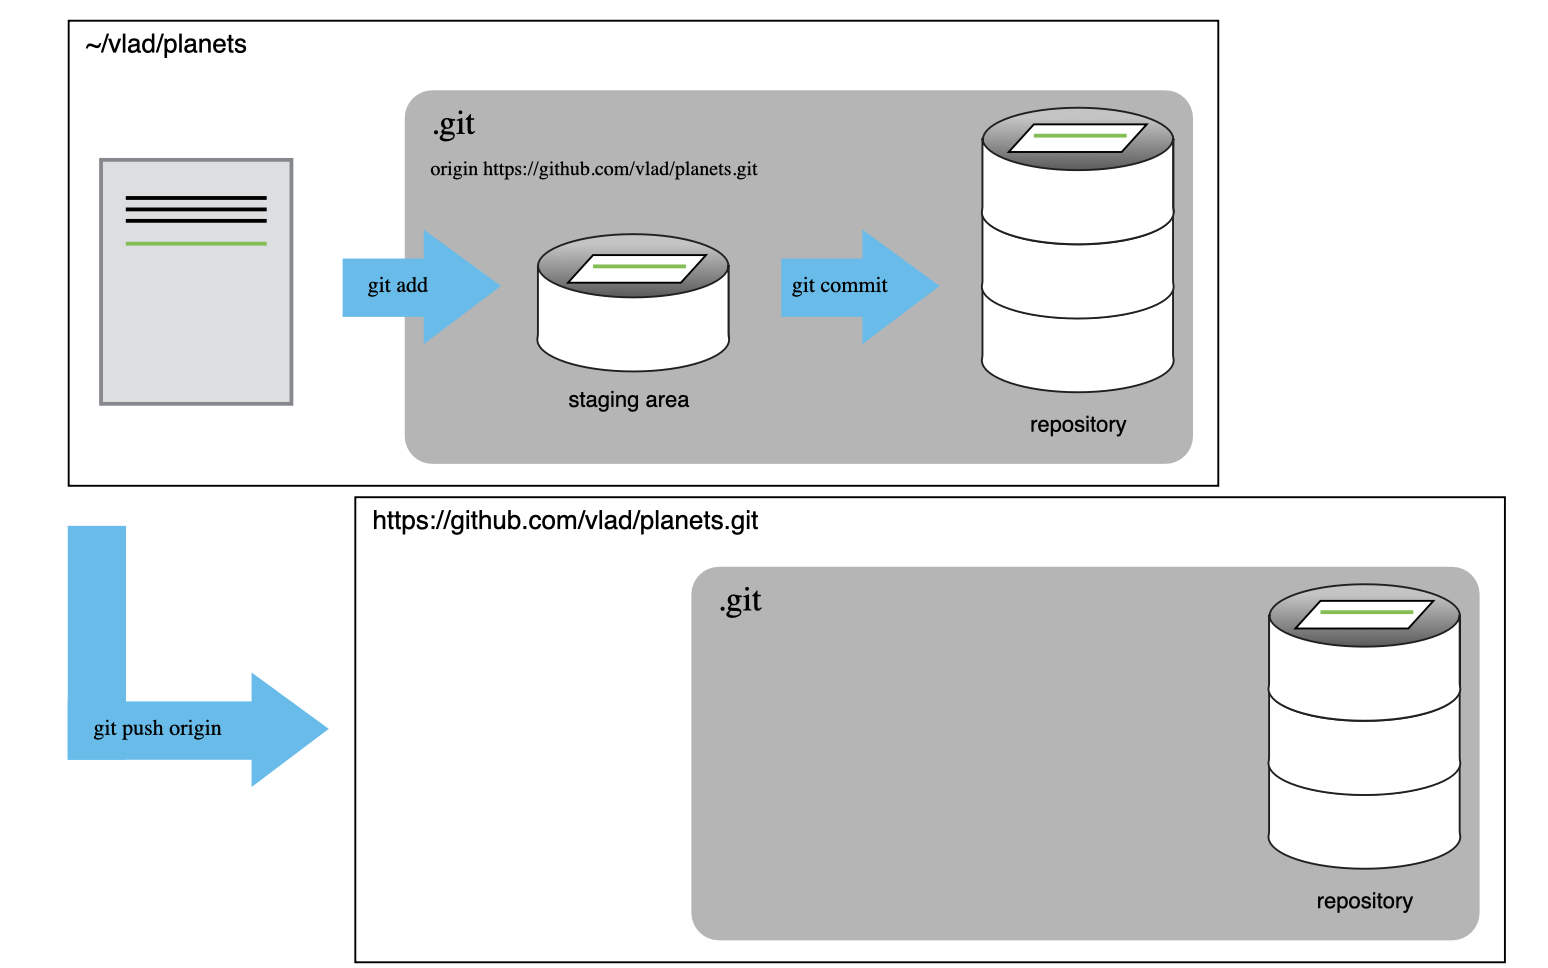 ~/vlad/planets
.git
origin https://github.com/vlad/planets.git
git add
git commit
staging area
repository
https://github.com/vlad/planets.git
.git
git push origin
repository